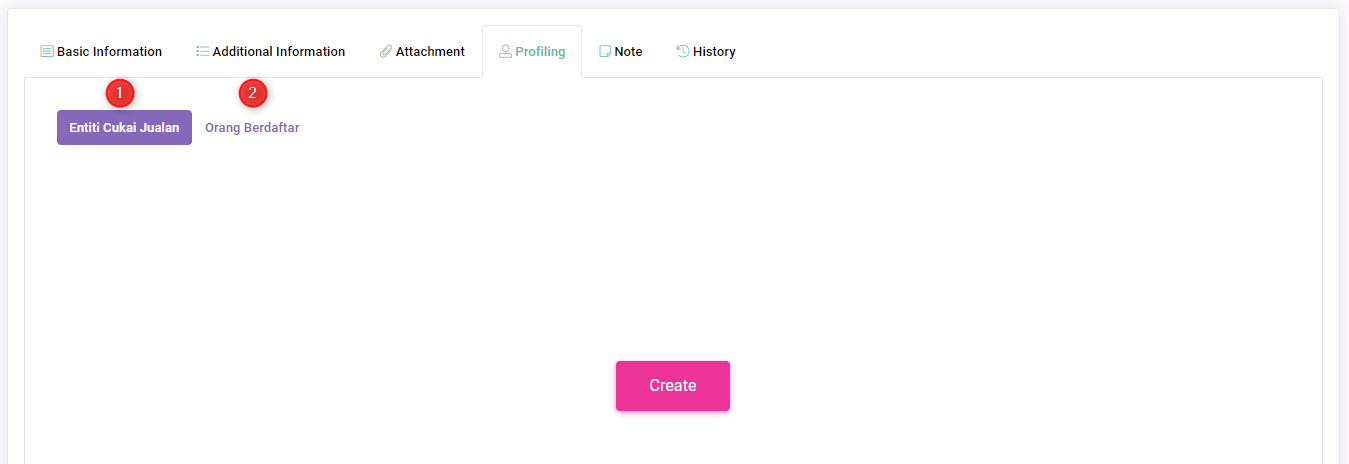 Basic Information Additional Information Attachment Profiling Note History
1 2
Entiti Cukai Jualan Orang Berdaftar
Create